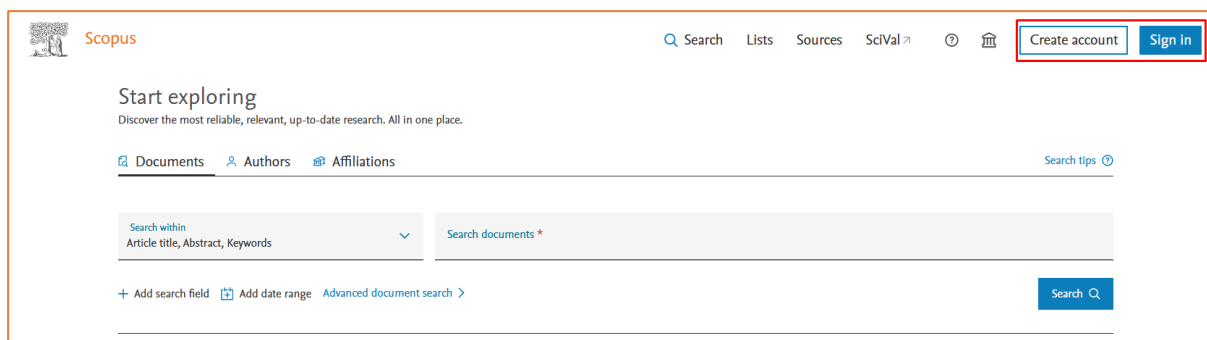 Scopus
Search Lists Sources SciVal Create account Sign in
Start exploring
Discover the most reliable, relevant, up-to-date research. All in one place.
Documents Authors Affiliations Search tips
Search within
Article title, Abstract, Keywords
Search documents *
+ Add search field Add date range Advanced document search >
Search